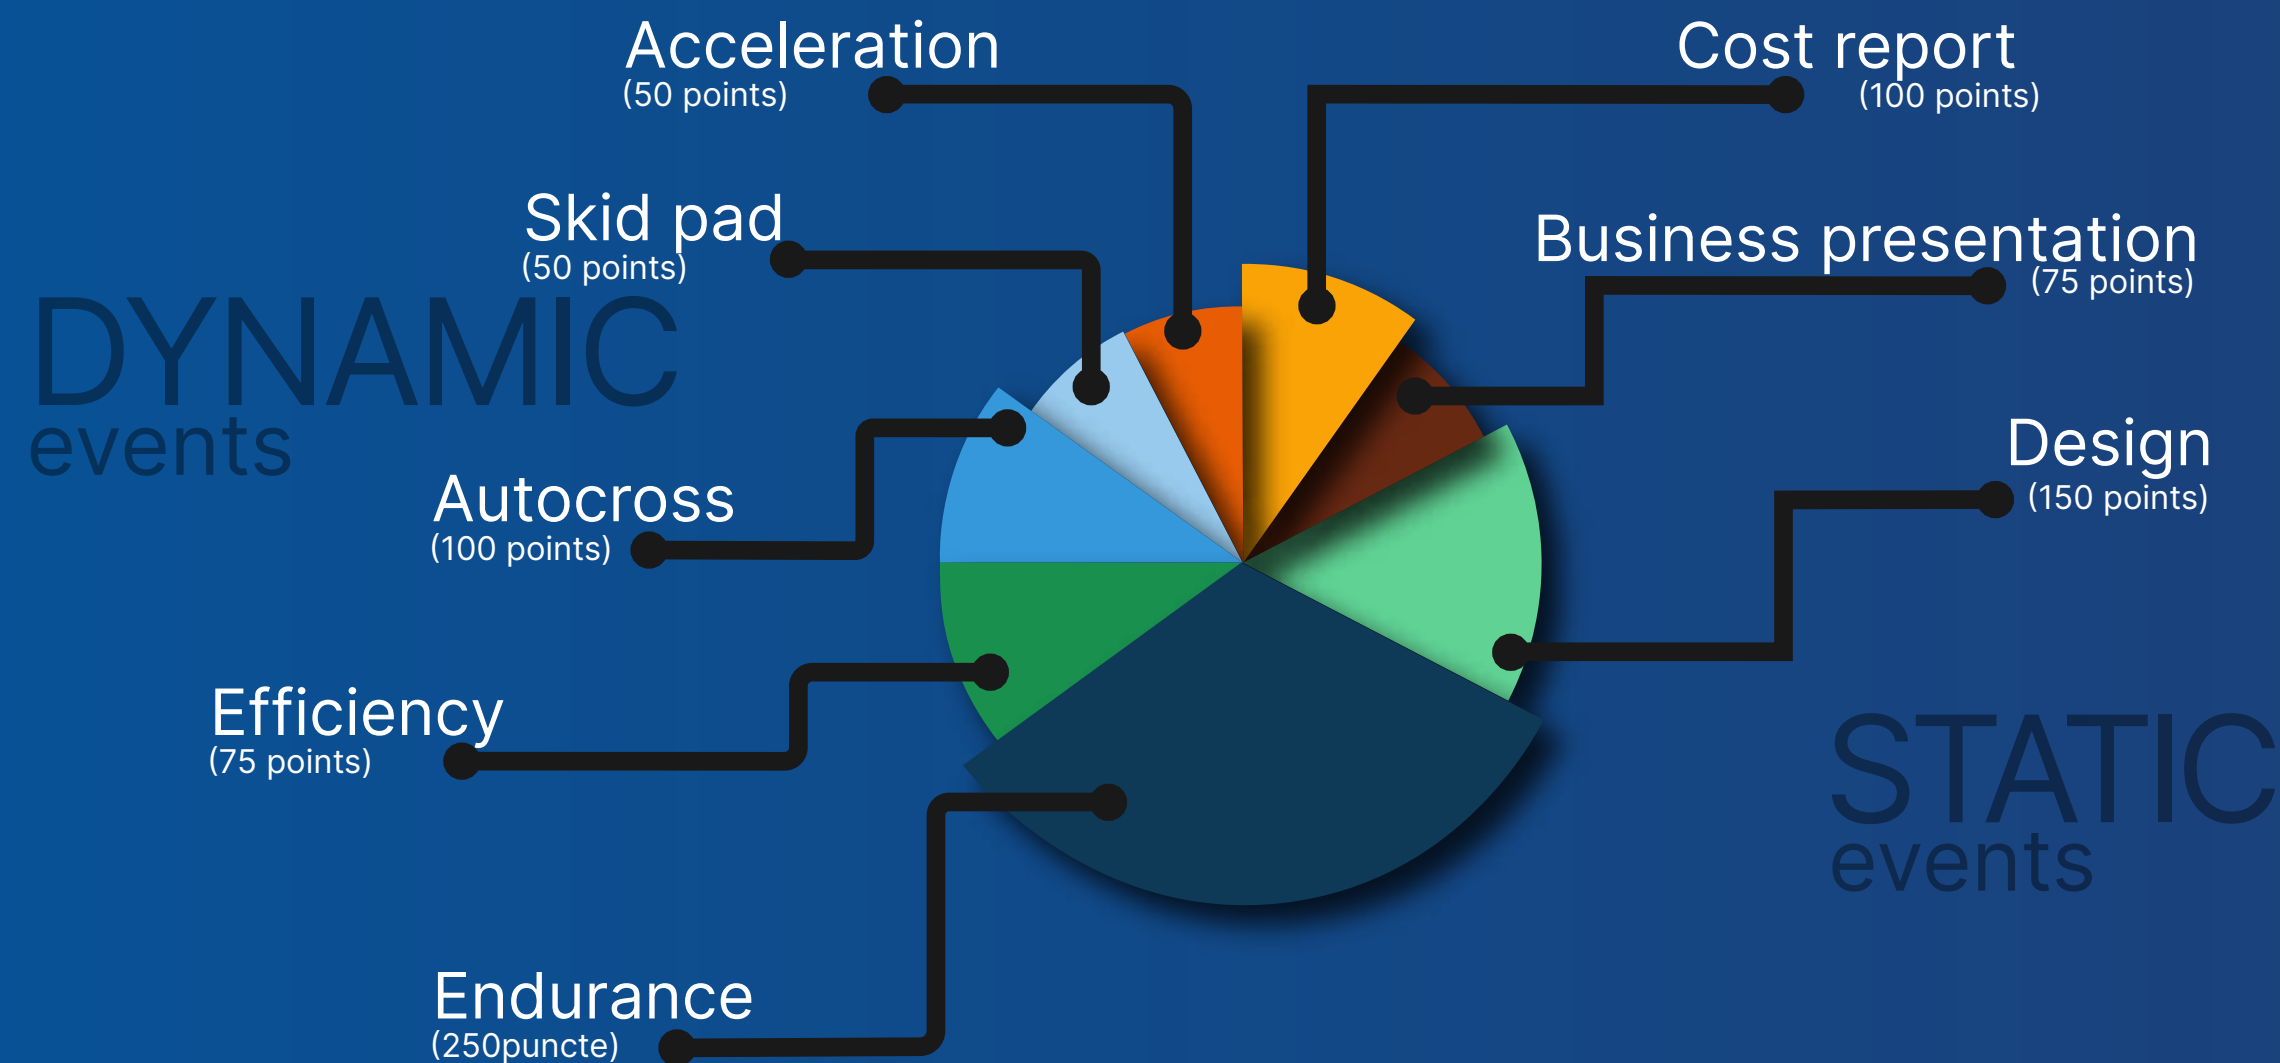 Acceleration
(50 points)
Cost report
(100 points)
Skid pad
(50 points)
Business presentation
(75 points)
DYNAMIC
events
Design
(150 points)
Autocross
(100 points)
Efficiency
(75 points)
STATIC
events
Endurance
(250puncte)